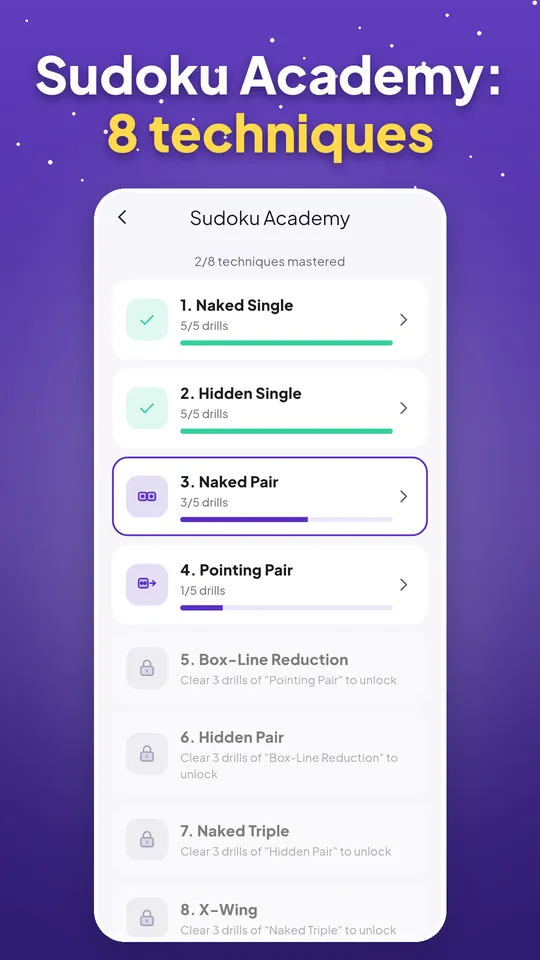 Sudoku Academy:
8 techniques
Sudoku Academy
2/8 techniques mastered
1. Naked Single
5/5 drills
2. Hidden Single
5/5 drills
3. Naked Pair
3/5 drills
4. Pointing Pair
1/5 drills
5. Box-Line Reduction
Clear 3 drills of "Pointing Pair" to unlock
6. Hidden Pair
Clear 3 drills of "Box-Line Reduction" to
unlock
7. Naked Triple
Clear 3 drills of "Hidden Pair" to unlock
8. X-Wing
Clear 3 drills of "Naked Triple" to unlock